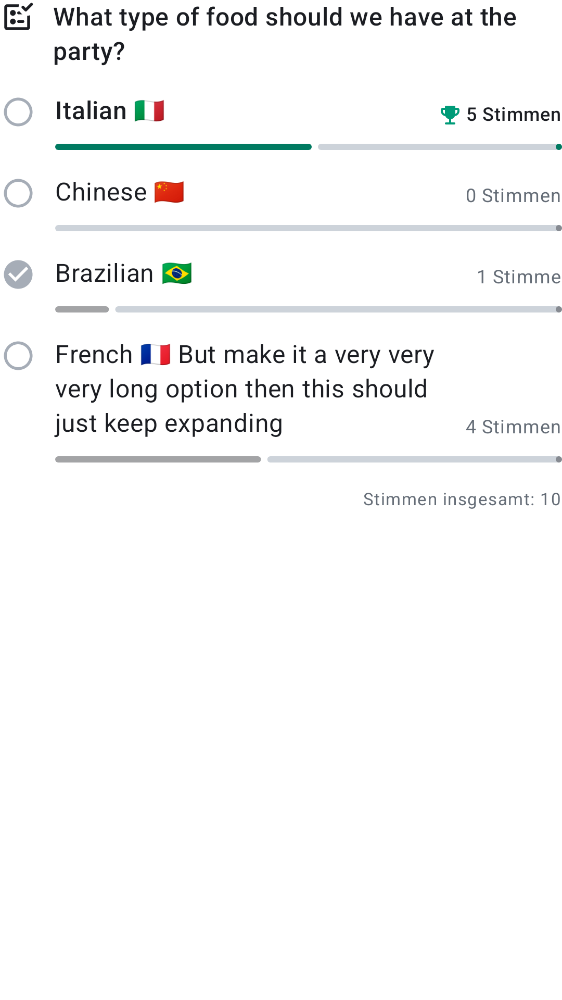 What type of food should we have at the
party?
Italian 🇮🇹 5 Stimmen
Chinese 🇨🇳 0 Stimmen
Brazilian 🇧🇷 1 Stimme
French 🇫🇷 But make it a very very
very long option then this should
just keep expanding 4 Stimmen
Stimmen insgesamt: 10